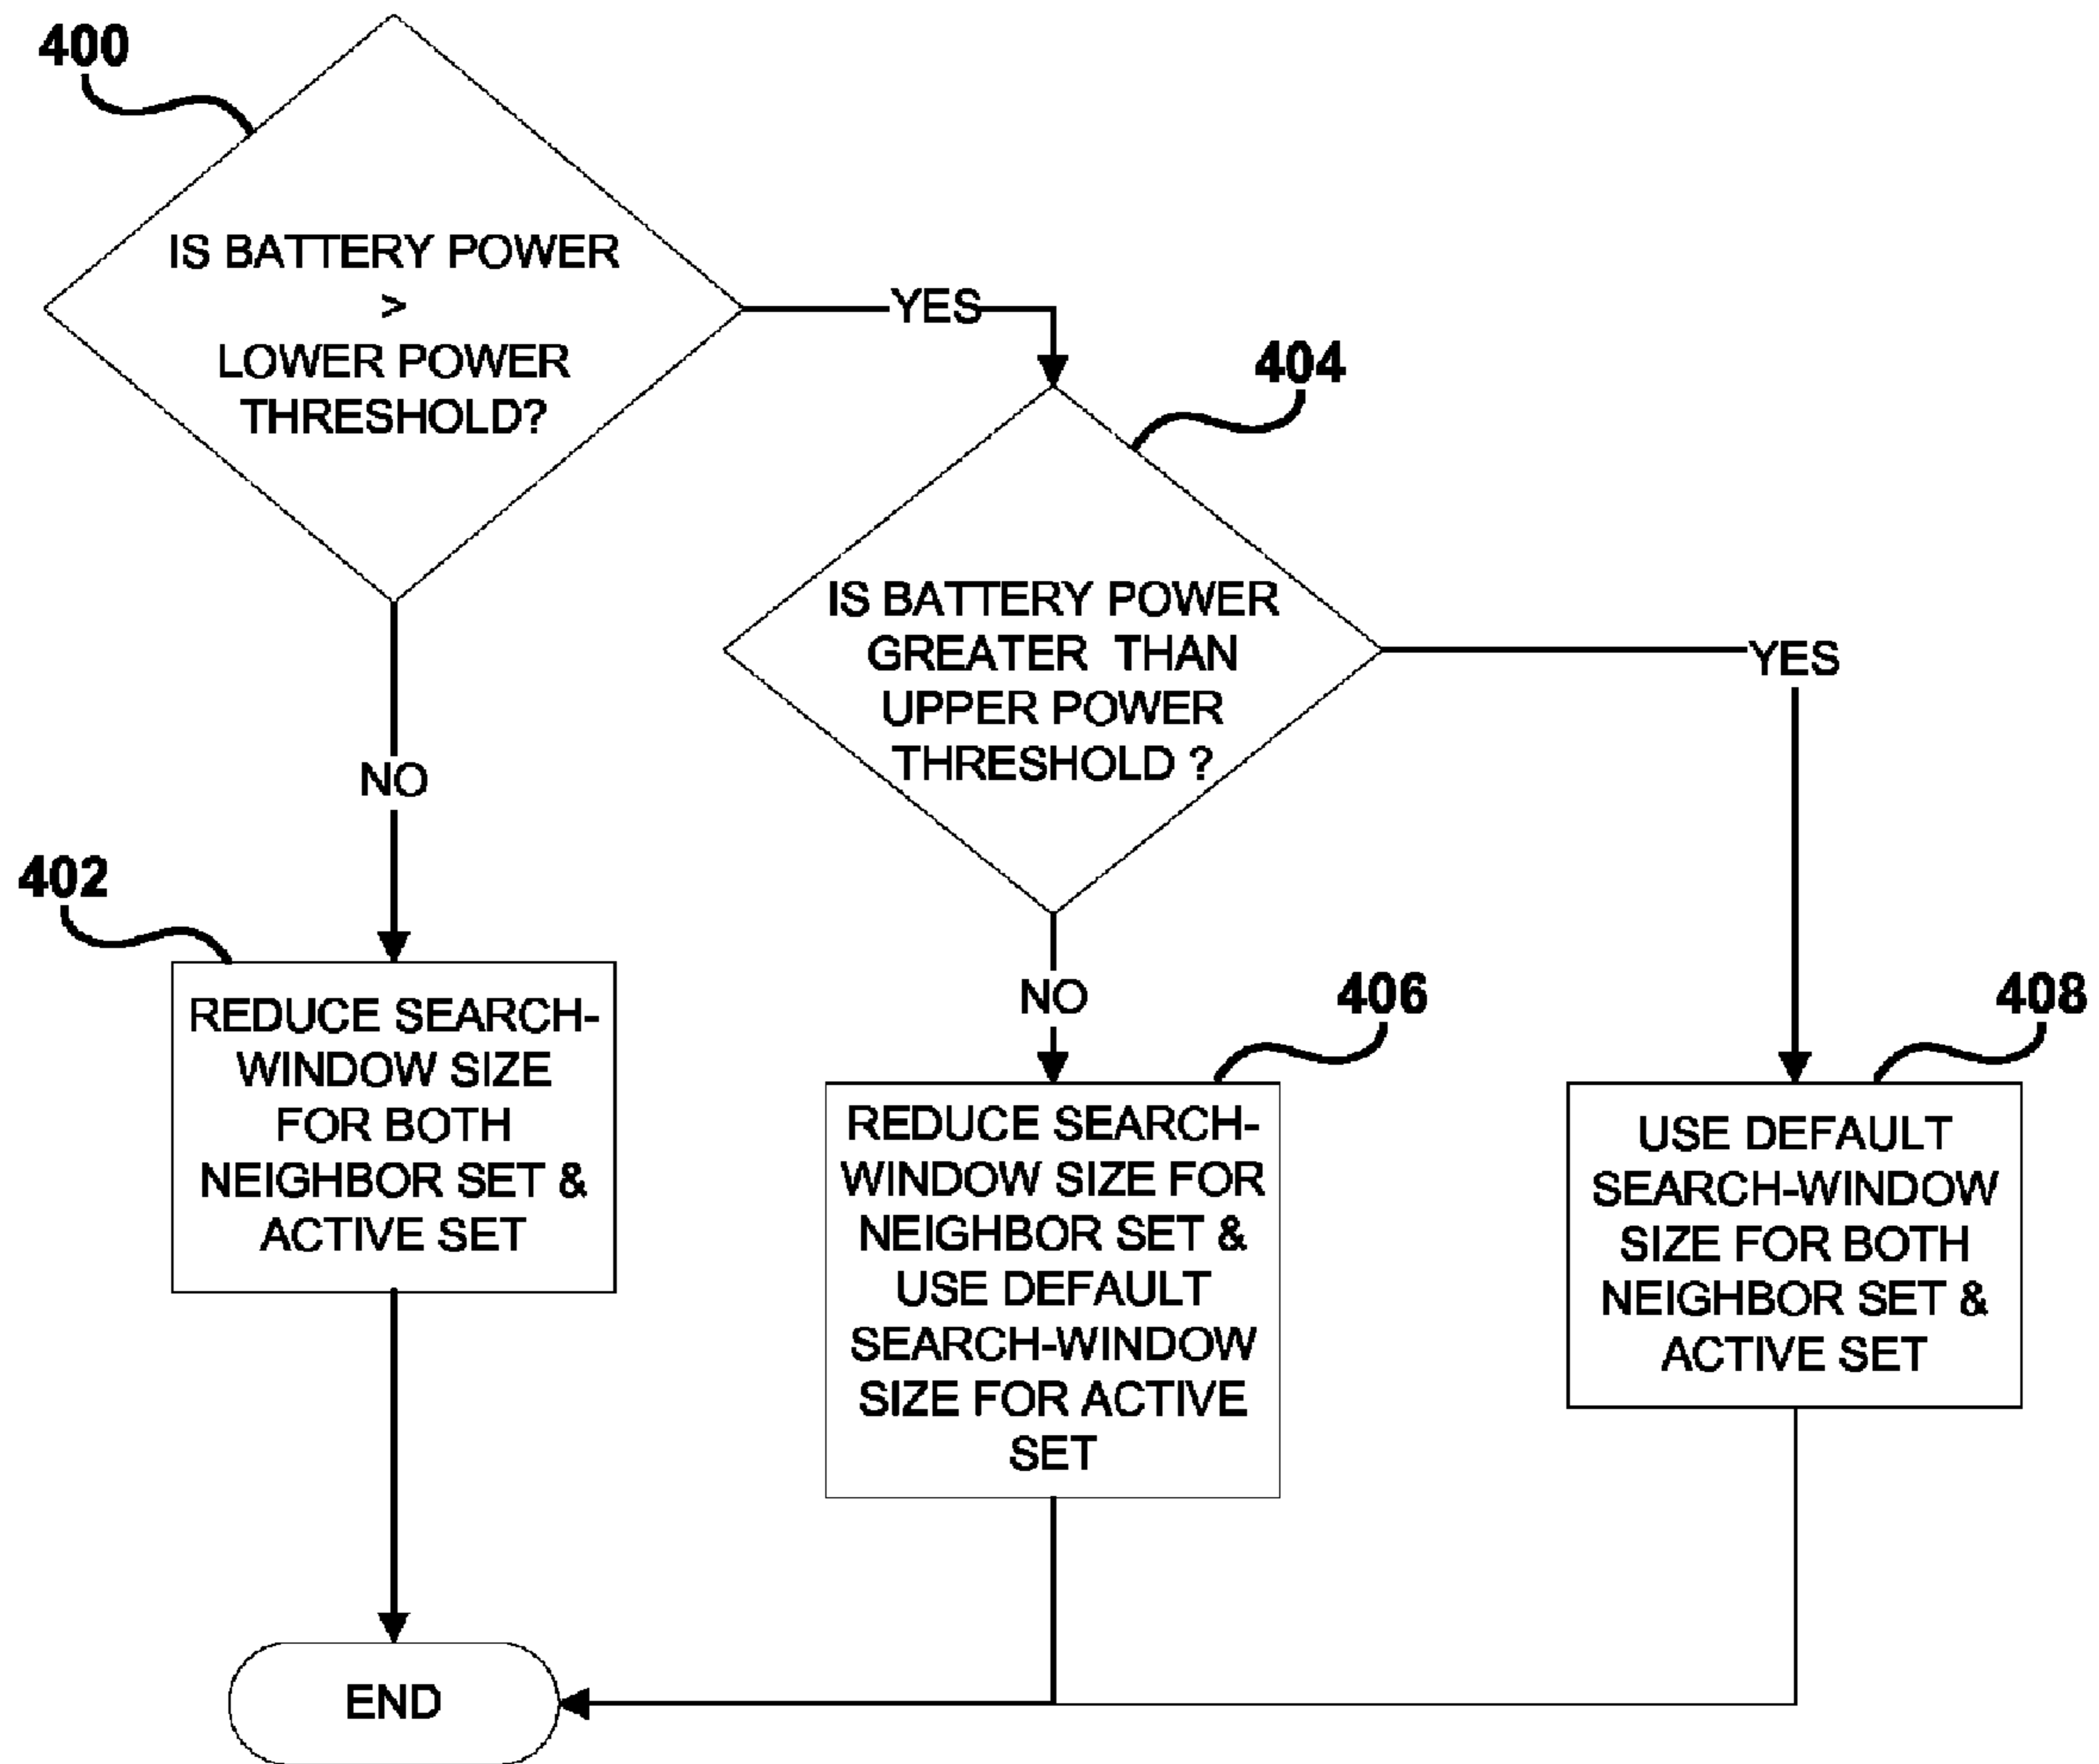 400
IS BATTERY POWER
>
LOWER POWER
THRESHOLD?
YES
404
IS BATTERY POWER
GREATER THAN
UPPER POWER
THRESHOLD ?
YES
NO
402
REDUCE SEARCH-
WINDOW SIZE
FOR BOTH
NEIGHBOR SET &
ACTIVE SET
NO
406
REDUCE SEARCH-
WINDOW SIZE FOR
NEIGHBOR SET &
USE DEFAULT
SEARCH-WINDOW
SIZE FOR ACTIVE
SET
408
USE DEFAULT
SEARCH-WINDOW
SIZE FOR BOTH
NEIGHBOR SET &
ACTIVE SET
END